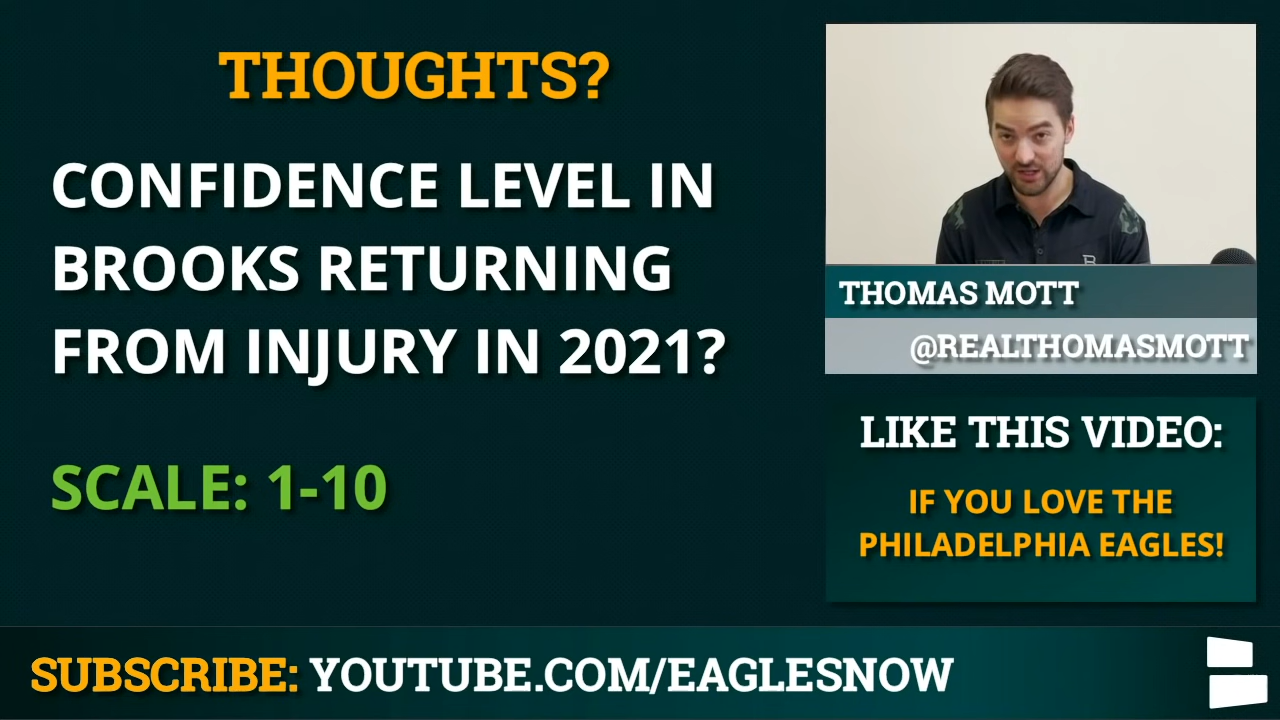 THOUGHTS?
CONFIDENCE LEVEL IN
BROOKS RETURNING
FROM INJURY IN 2021?
SCALE: 1-10
THOMAS MOTT
@REALTHOMASMOTT
LIKE THIS VIDEO:
IF YOU LOVE THE
PHILADELPHIA EAGLES!
SUBSCRIBE: YOUTUBE.COM/EAGLESNOW